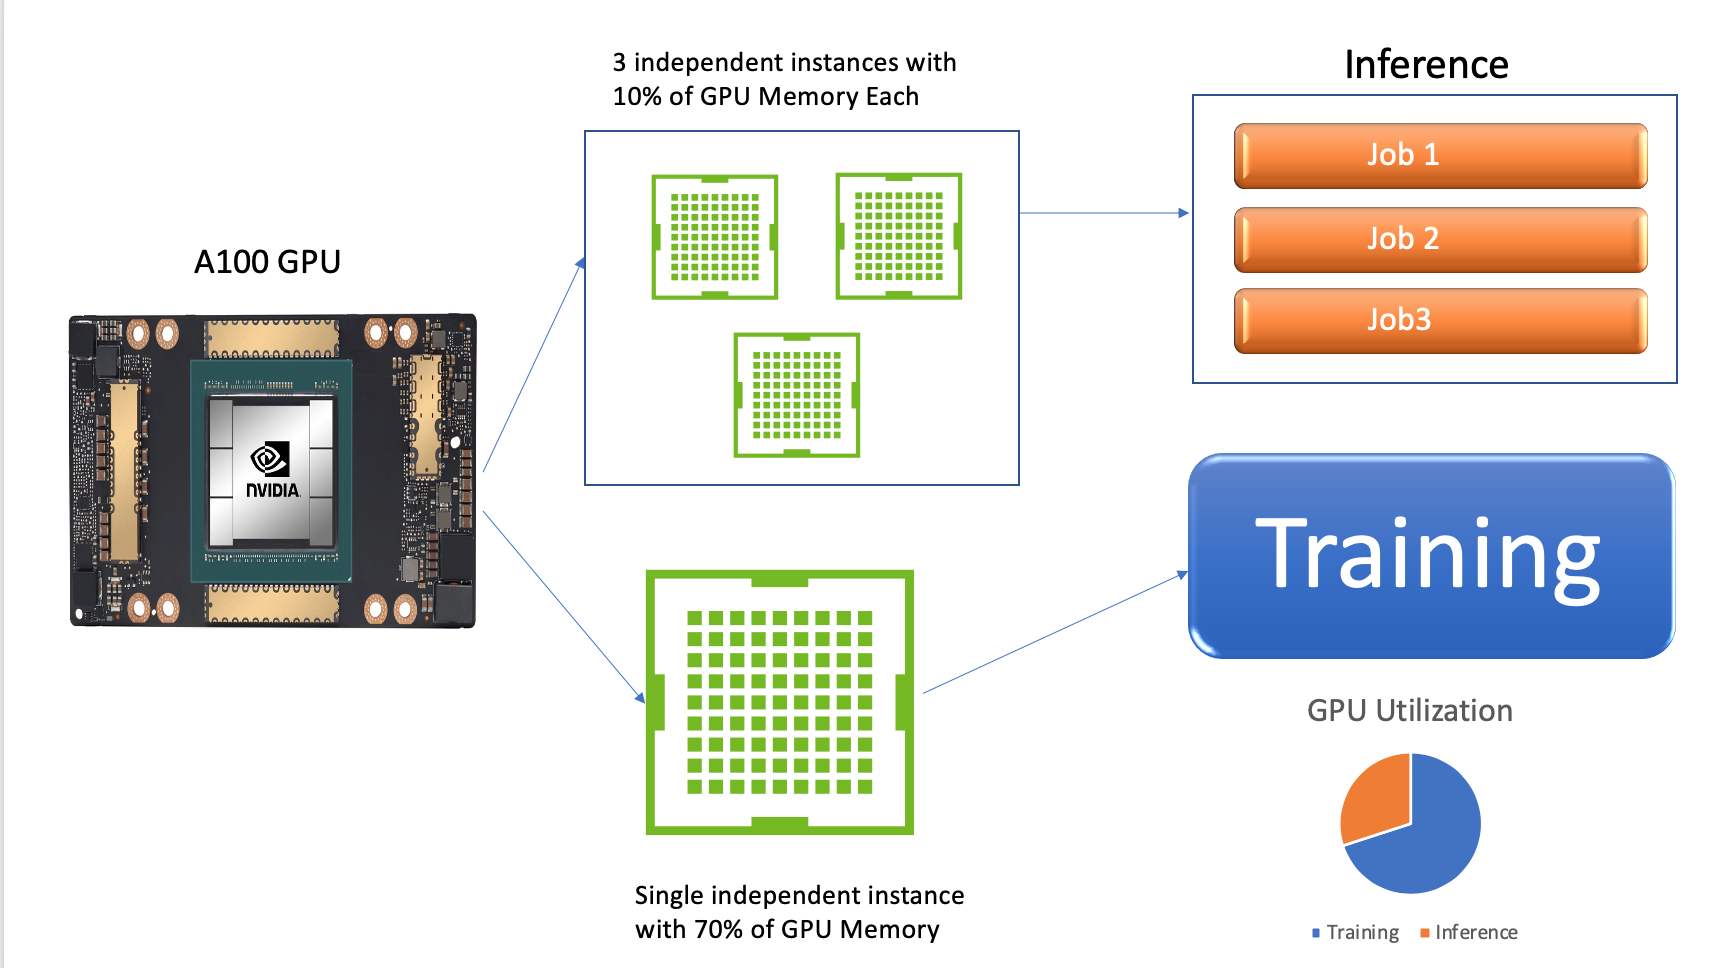 3 independent instances with
10% of GPU Memory Each
Inference
Job 1
Job 2
Job3
A100 GPU
NVIDIA
Training
GPU Utilization
Training
Inference
Single independent instance
with 70% of GPU Memory